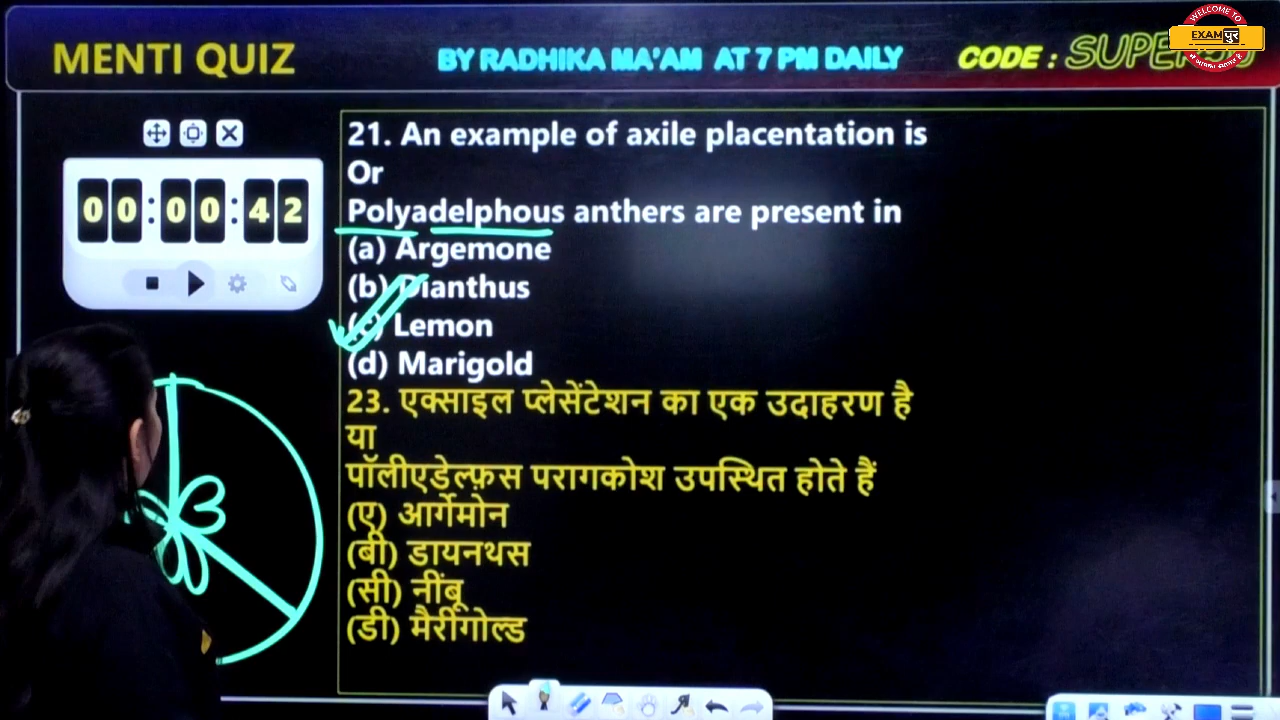 MENTI QUIZ
BY RADHIKA MA'AM AT 7 PM DAILY
CODE :
WELCOME TO
EXAM पुर
00:00:42
21. An example of axile placentation is
Or
Polyadelphous anthers are present in
(a) Argemone
(b) Dianthus
(c) Lemon
(d) Marigold
23. एक्साइल प्लेसेंटेशन का एक उदाहरण है
या
पॉलीएडेल्फ़स परागकोश उपस्थित होते हैं
(ए) आर्गेमोन
(बी) डायनथस
(सी) नींबू
(डी) मैरीगोल्ड